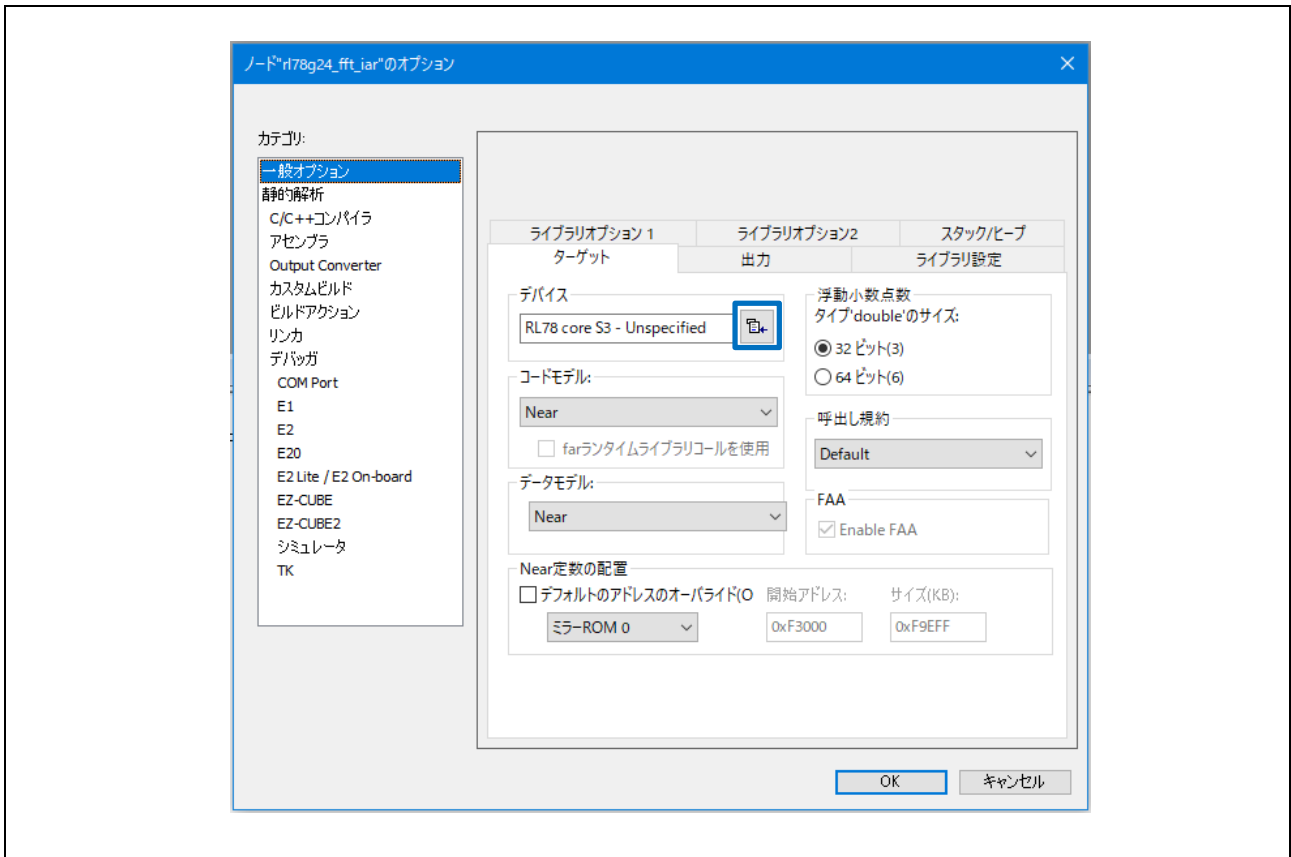 ノード"rl78g24_fft_iar"のオプション
カテゴリ:
一般オプション
静的解析
C/C++コンパイラ
アセンブラ
Output Converter
カスタムビルド
ビルドアクション
リンカ
デバッガ
COM Port
E1
E2
E20
E2 Lite / E2 On-board
EZ-CUBE
EZ-CUBE2
シミュレータ
TK
ライブラリオプション 1
ライブラリオプション2
スタック/ヒープ
ターゲット
出力
ライブラリ設定
デバイス
RL78 core S3 - Unspecified
コードモデル:
Near
farランタイムライブラリコールを使用
データモデル:
Near
浮動小数点数
タイプ'double'のサイズ:
32 ビット(3)
64 ビット(6)
呼出し規約
Default
FAA
Enable FAA
Near定数の配置
デフォルトのアドレスのオーバライド(O
開始アドレス:
サイズ(KB):
ミラーROM 0
0xF3000
0xF9EFF
OK
キャンセル